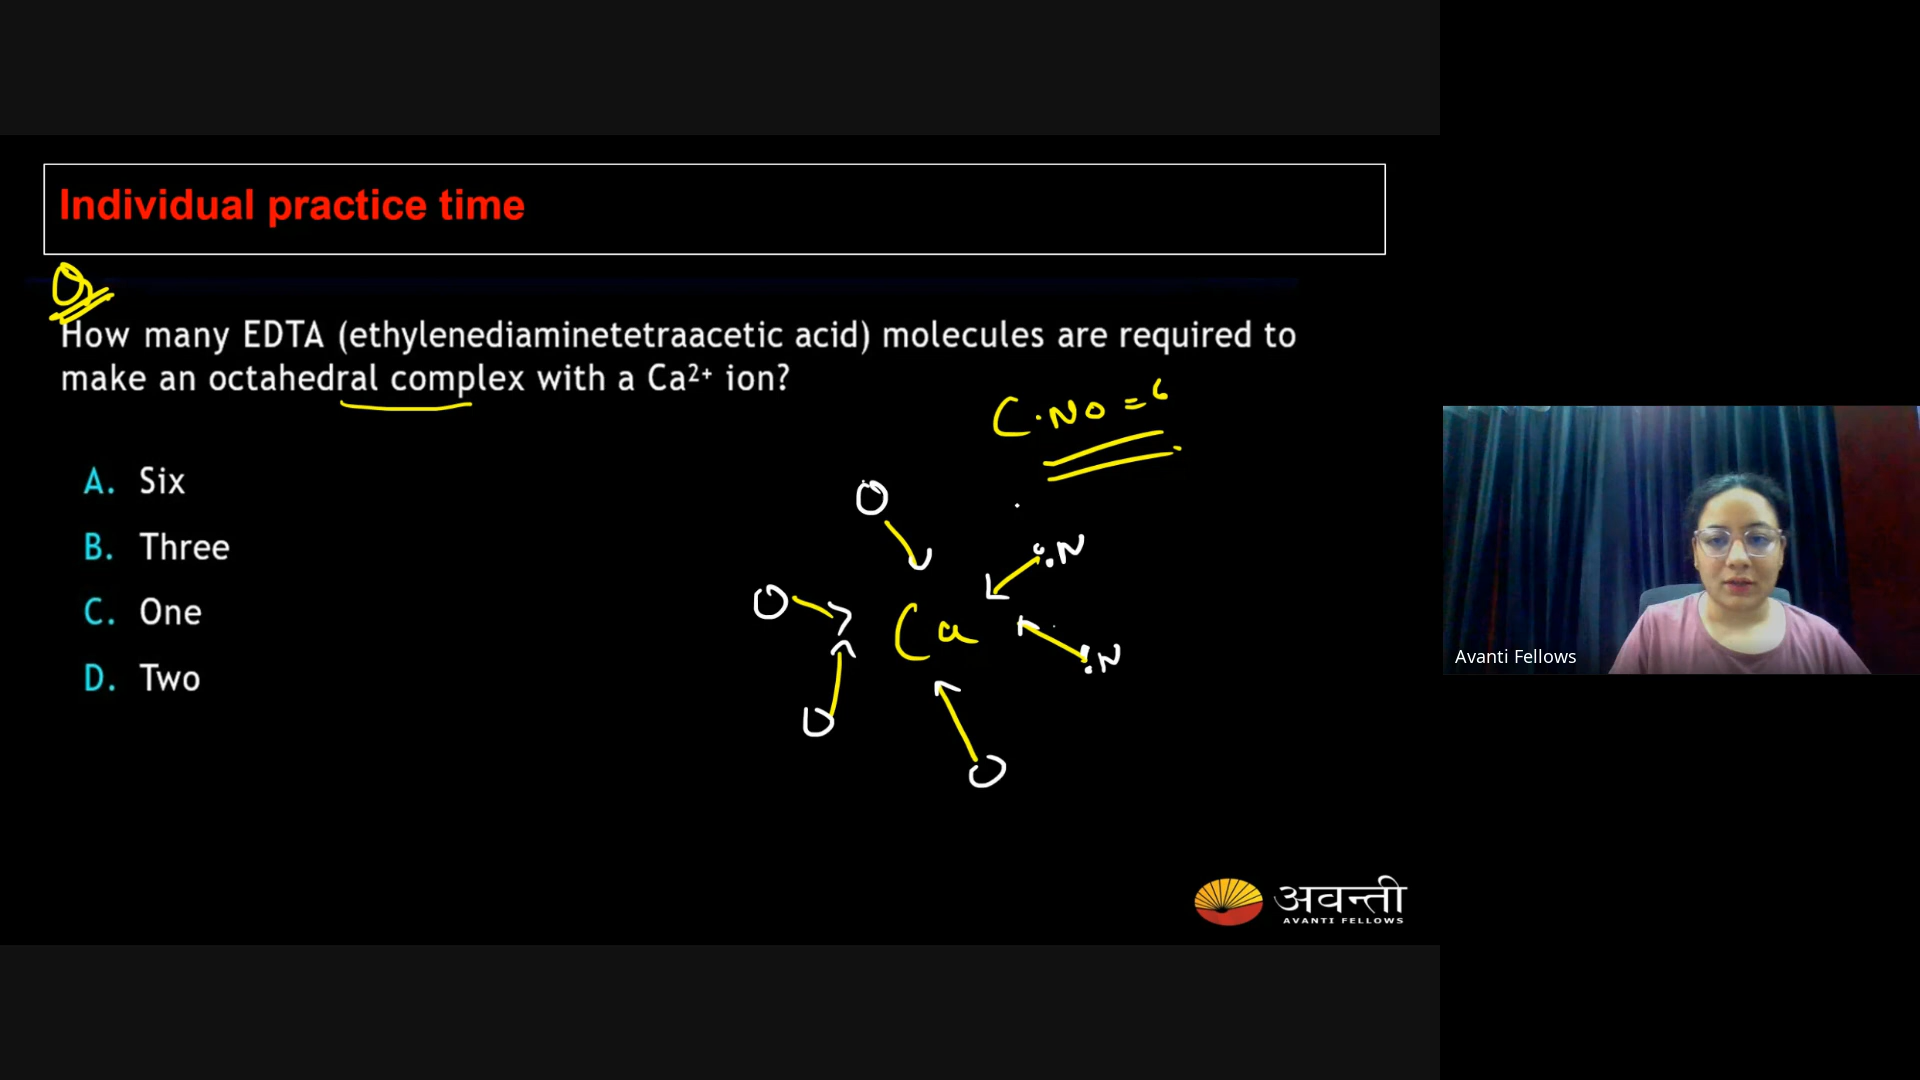 Individual practice time
Q
How many EDTA (ethylenediaminetetraacetic acid) molecules are required to
make an octahedral complex with a Ca²⁺ ion?
C.No = 6
A. Six
B. Three
C. One
D. Two
O
:N
O
Ca
:N
O
O
Avanti Fellows
अवन्ती
AVANTI FELLOWS